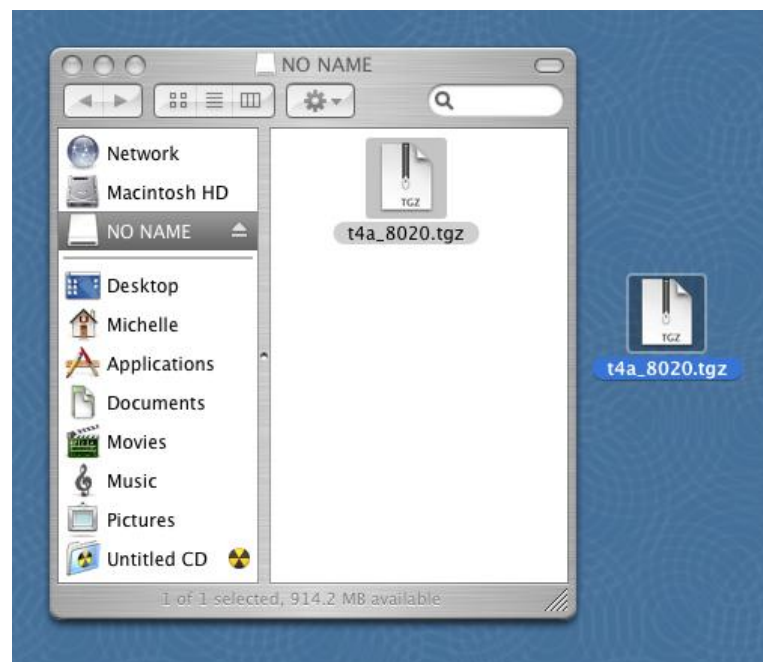 NO NAME
Network
Macintosh HD
NO NAME
Desktop
Michelle
Applications
Documents
Movies
Music
Pictures
Untitled CD
TGZ
t4a_8020.tgz
TGZ
t4a_8020.tgz
1 of 1 selected, 914.2 MB available